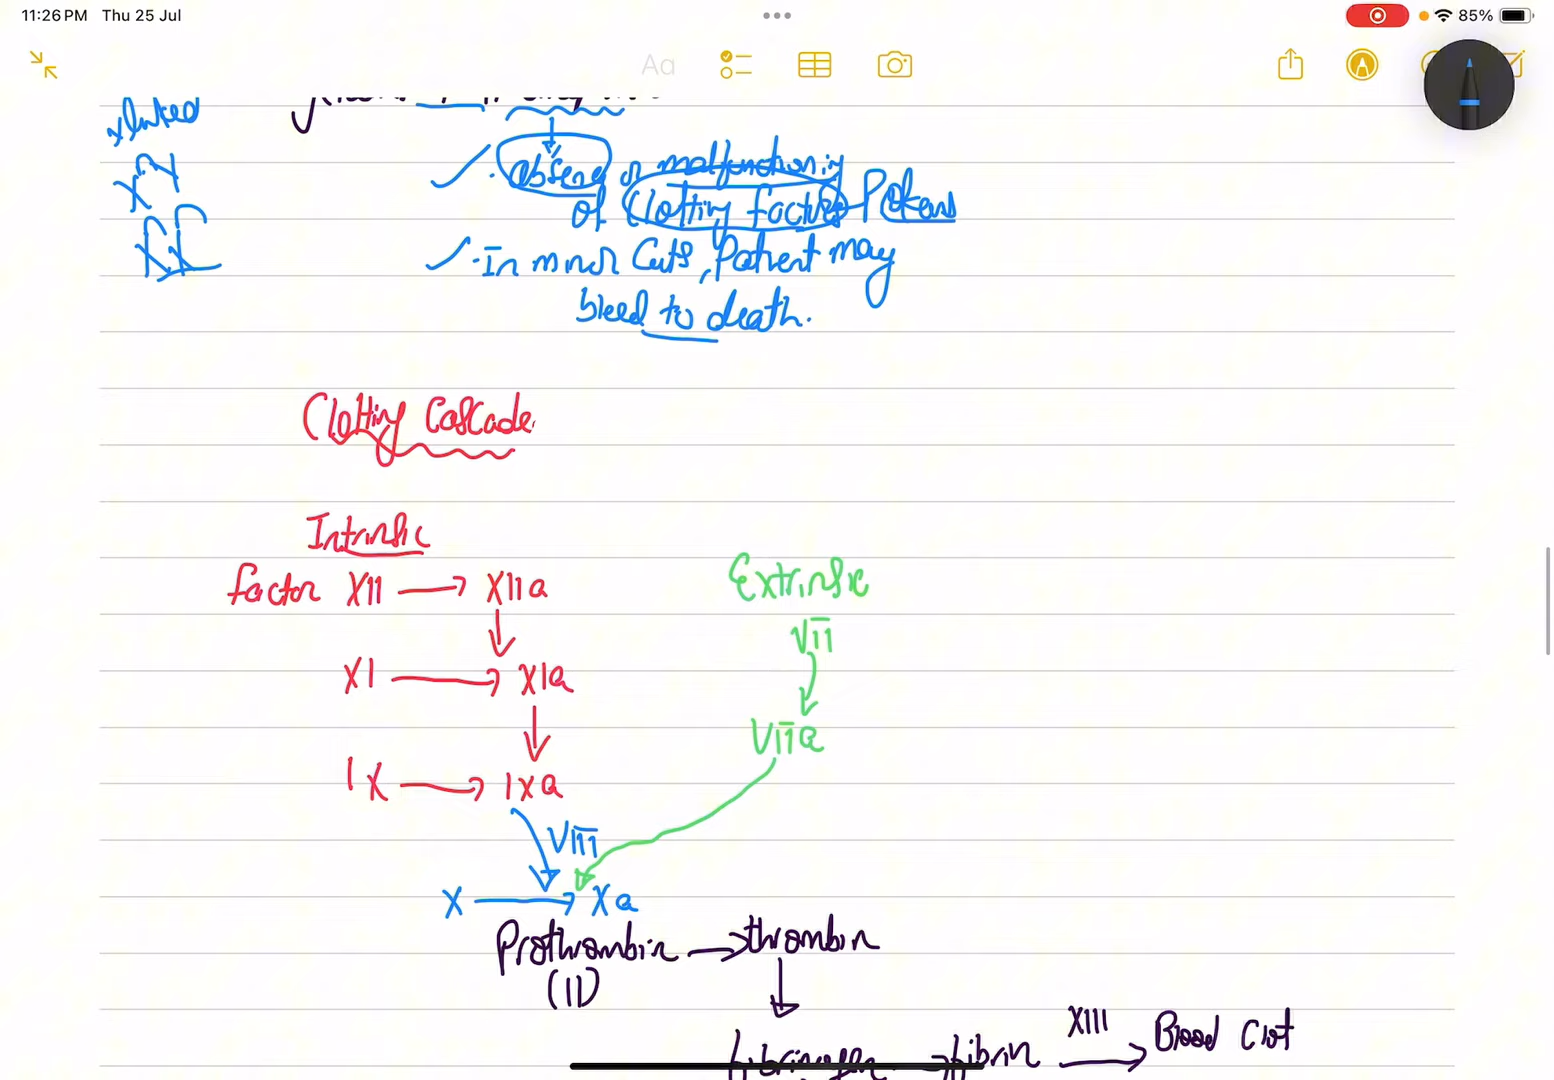 11:26 PM Thu 25 Jul
85%
Aa
x linked
absence or malfunctioning
of Clotting factors Proteins
In minor Cuts, Patient may
bleed to death.
Clotting Cascade
Intrinsic
Extrinsic
factor XII → XIIa
VII
XI → XIa
VIIa
IX → IXa
VIII
X → Xa
Prothrombin → thrombin
(II)
fibrinogen → fibrin XIII → Blood Clot